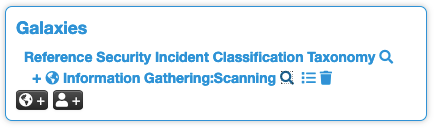 Galaxies
Reference Security Incident Classification Taxonomy
+ Information Gathering:Scanning
+ +